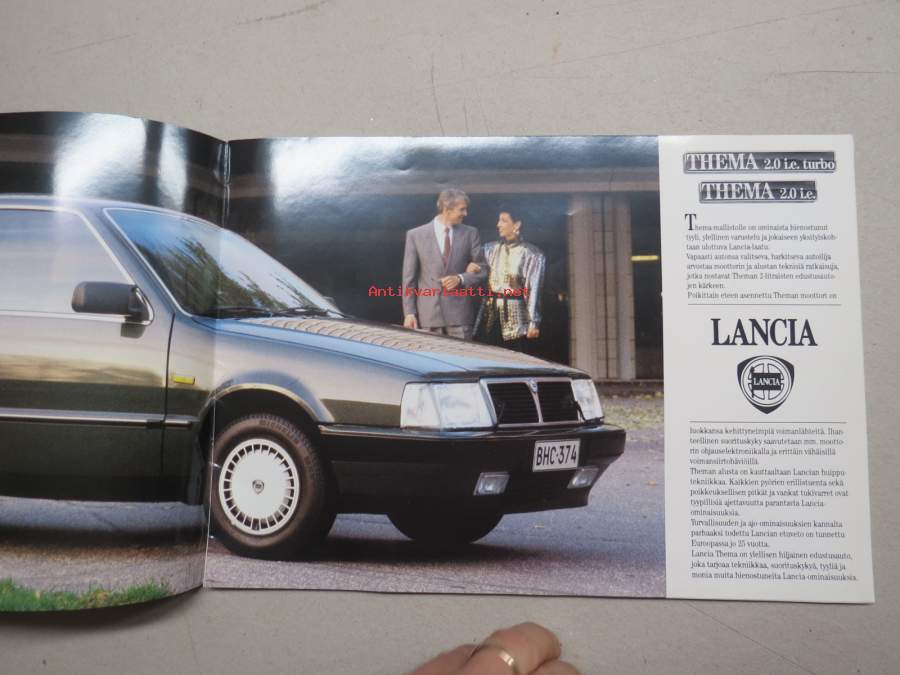 THEMA 2.0 i.e. turbo
THEMA 2.0 i.e.
Thema-mallistolle on ominaista hienostunut
tyyli, ylellinen varustelu ja jokaiseen yksityiskoh-
taan ulottuva Lancia-laatu.
Vapaasti autonsa valitseva, harkitseva autoilija
arvostaa moottorin ja alustan teknisiä ratkaisuja,
jotka nostavat Theman 2-litraisten edustusauto-
jen kärkeen.
Poikittain eteen asennettu Theman moottori on
LANCIA
LANCIA
luokkansa kehittyneimpiä voimanlähteitä. Ihan-
teellinen suorituskyky saavutetaan mm. mootto-
rin ohjauselektroniikalla ja erittäin vähäisillä
voimansiirtohäviöillä.
Theman alusta on kauttaaltaan Lancian huippu-
tekniikkaa. Kaikkien pyörien erillistuenta sekä
poikkeuksellisen pitkät ja vankat tukivarret ovat
tyypillisiä ajettavuutta parantavia Lancia-
ominaisuuksia.
Turvallisuuden ja ajo-ominaisuuksien kannalta
parhaaksi todettu Lancian etuveto on tunnettu
Euroopassa jo 25 vuotta.
Lancia Thema on ylellisen hiljainen edustusauto,
joka tarjoaa tekniikkaa, suorituskykyä, tyyliä ja
monia muita hienostuneita Lancia-ominaisuuksia.
BHC-374
Antikvariaatti.net